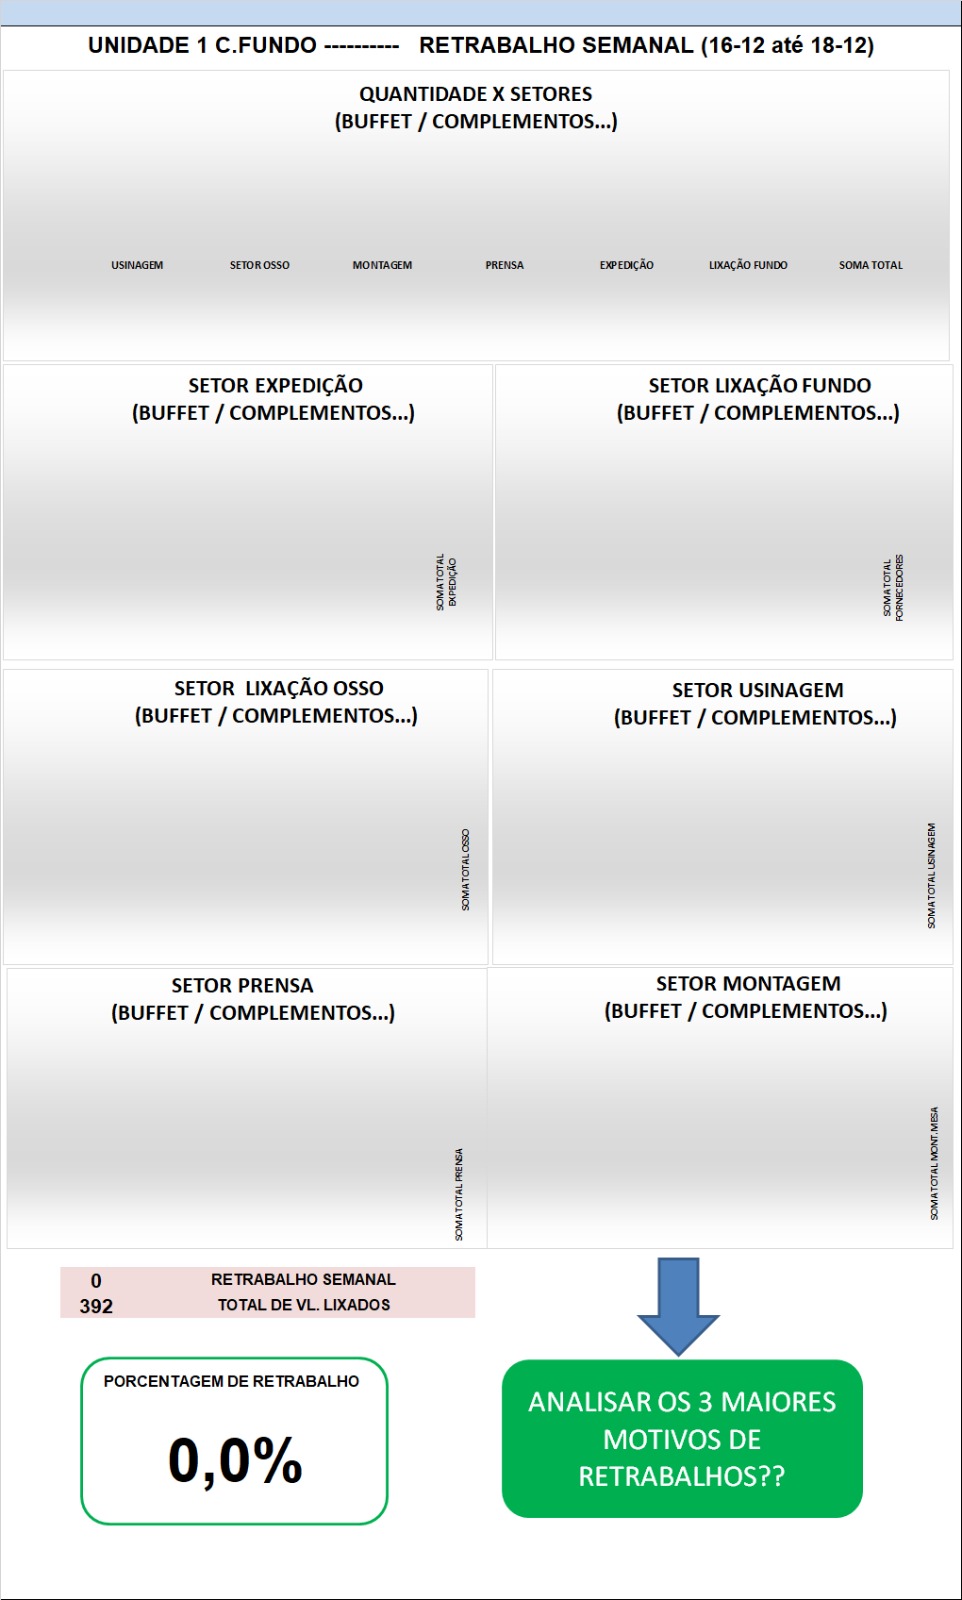 UNIDADE 1 C.FUNDO ---------- RETRABALHO SEMANAL (16-12 até 18-12)
QUANTIDADE X SETORES
(BUFFET / COMPLEMENTOS...)
USINAGEM SETOR OSSO MONTAGEM PRENSA EXPEDIÇÃO LIXAÇÃO FUNDO SOMA TOTAL
SETOR EXPEDIÇÃO
(BUFFET / COMPLEMENTOS...)
SOMA TOTAL
EXPEDIÇÃO
SETOR LIXAÇÃO FUNDO
(BUFFET / COMPLEMENTOS...)
SOMA TOTAL
FORNECEDORES
SETOR LIXAÇÃO OSSO
(BUFFET / COMPLEMENTOS...)
SOMA TOTAL OSSO
SETOR USINAGEM
(BUFFET / COMPLEMENTOS...)
SOMA TOTAL USINAGEM
SETOR PRENSA
(BUFFET / COMPLEMENTOS...)
SOMA TOTAL PRENSA
SETOR MONTAGEM
(BUFFET / COMPLEMENTOS...)
SOMA TOTAL MONT.MESA
0 RETRABALHO SEMANAL
392 TOTAL DE VL. LIXADOS
PORCENTAGEM DE RETRABALHO
0,0%
ANALISAR OS 3 MAIORES
MOTIVOS DE
RETRABALHOS??